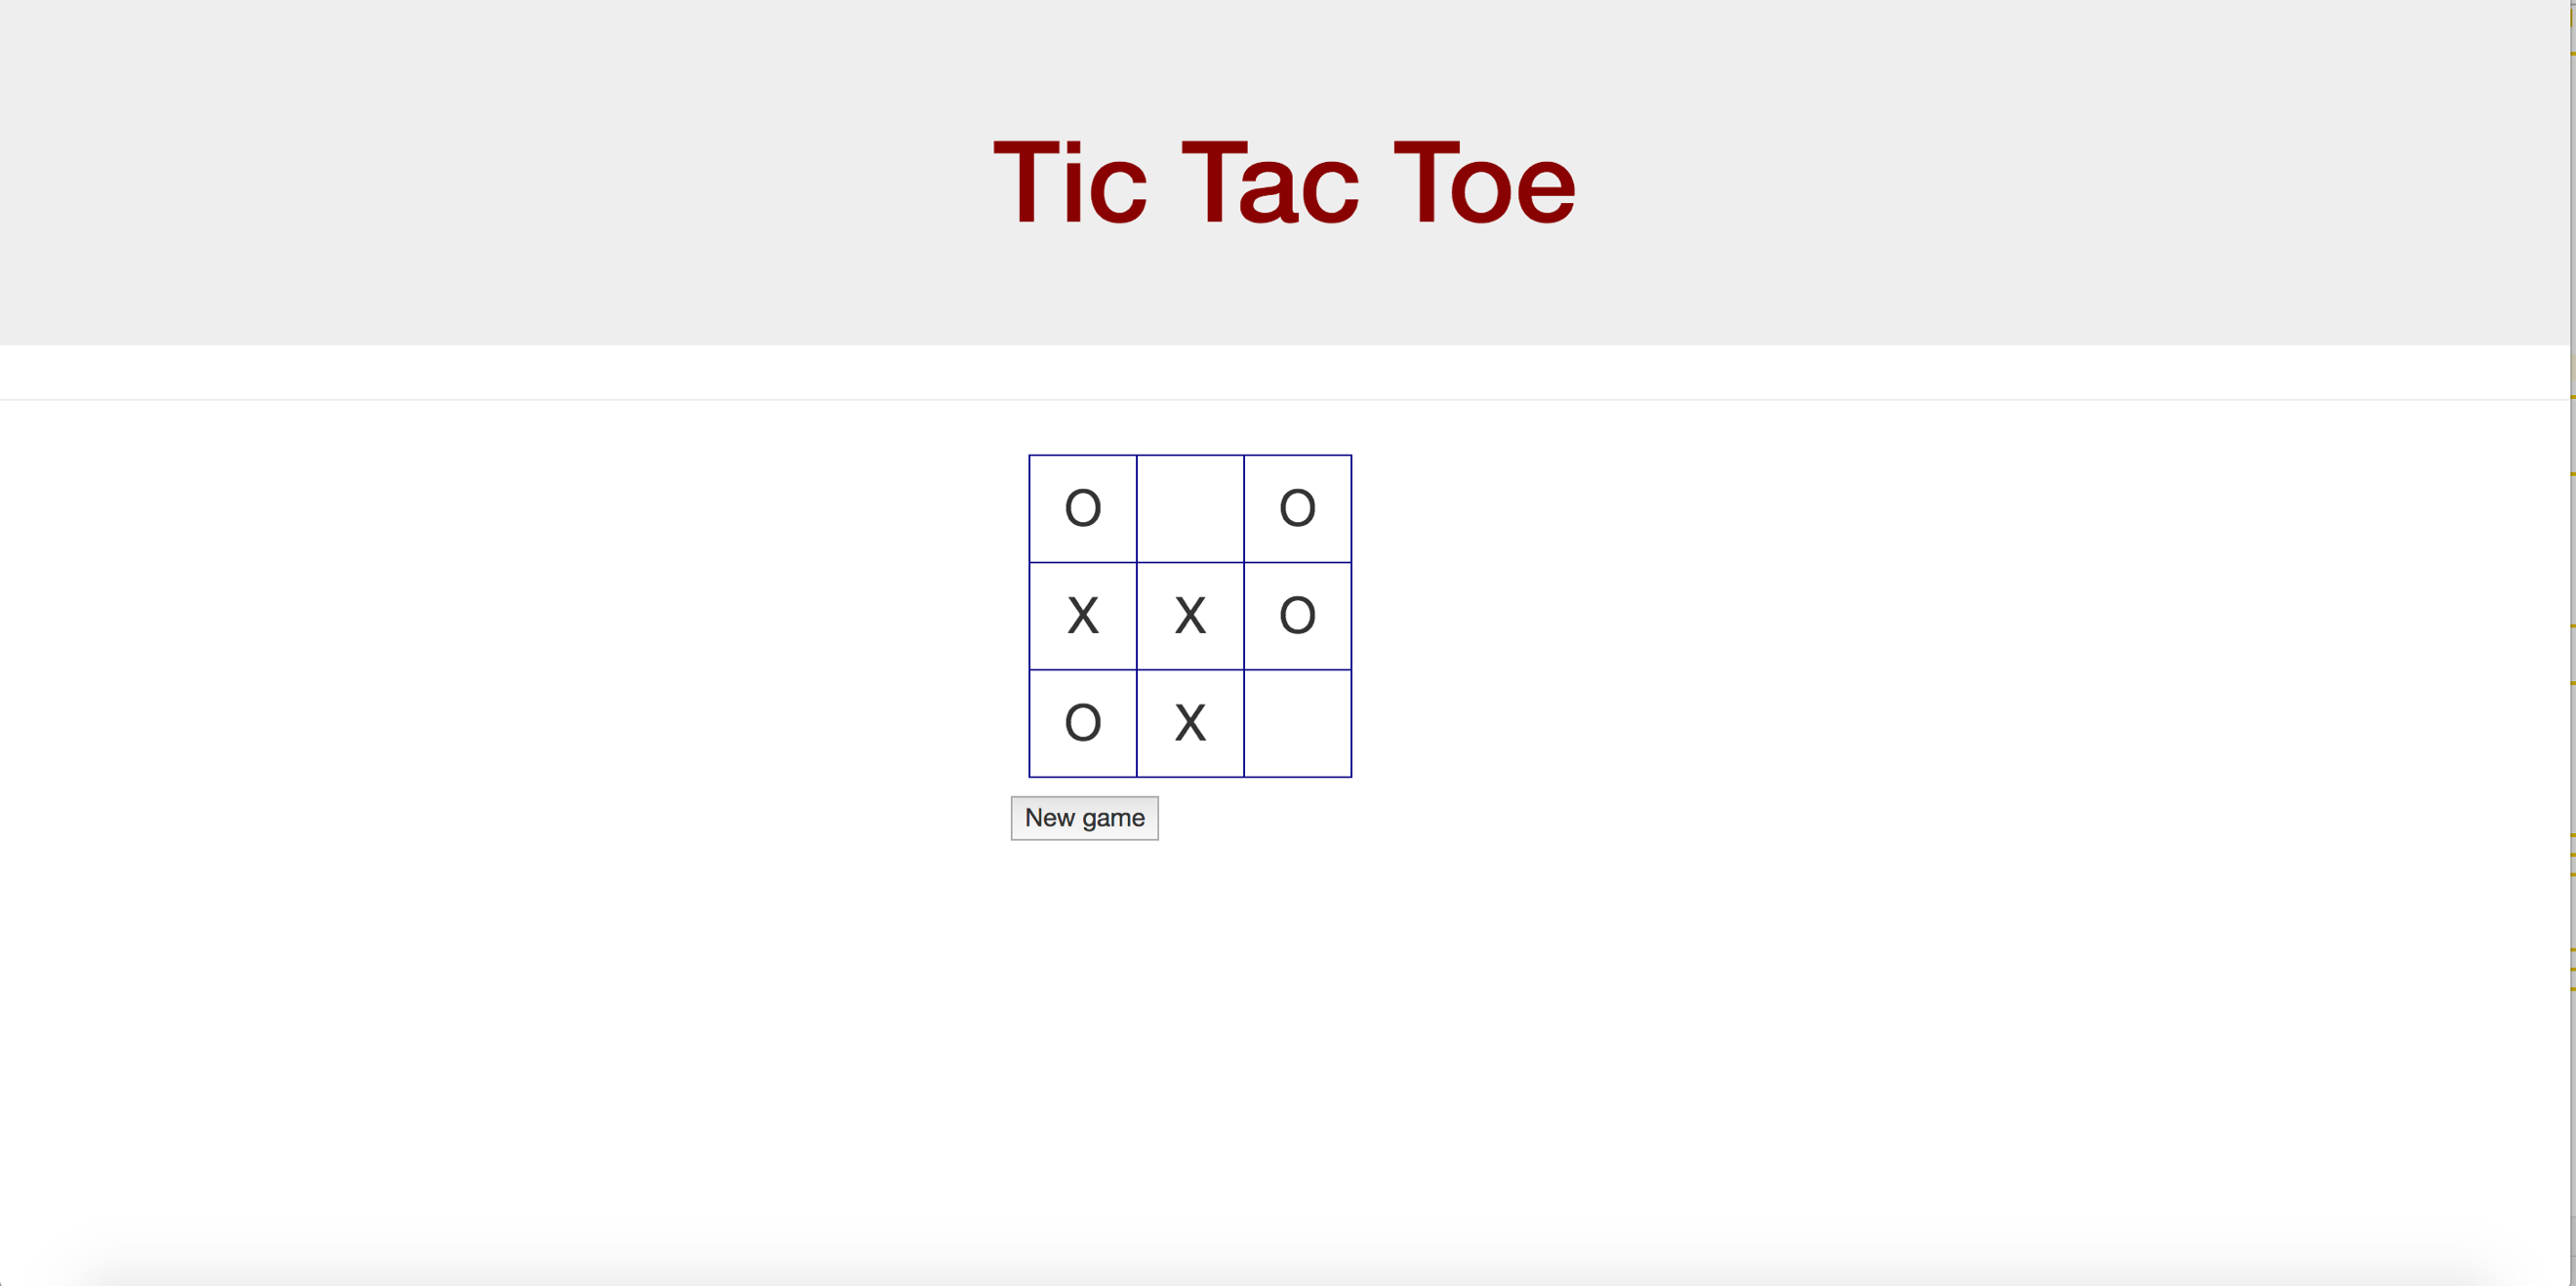 Tic Tac Toe
O O
X X O
O X
New game